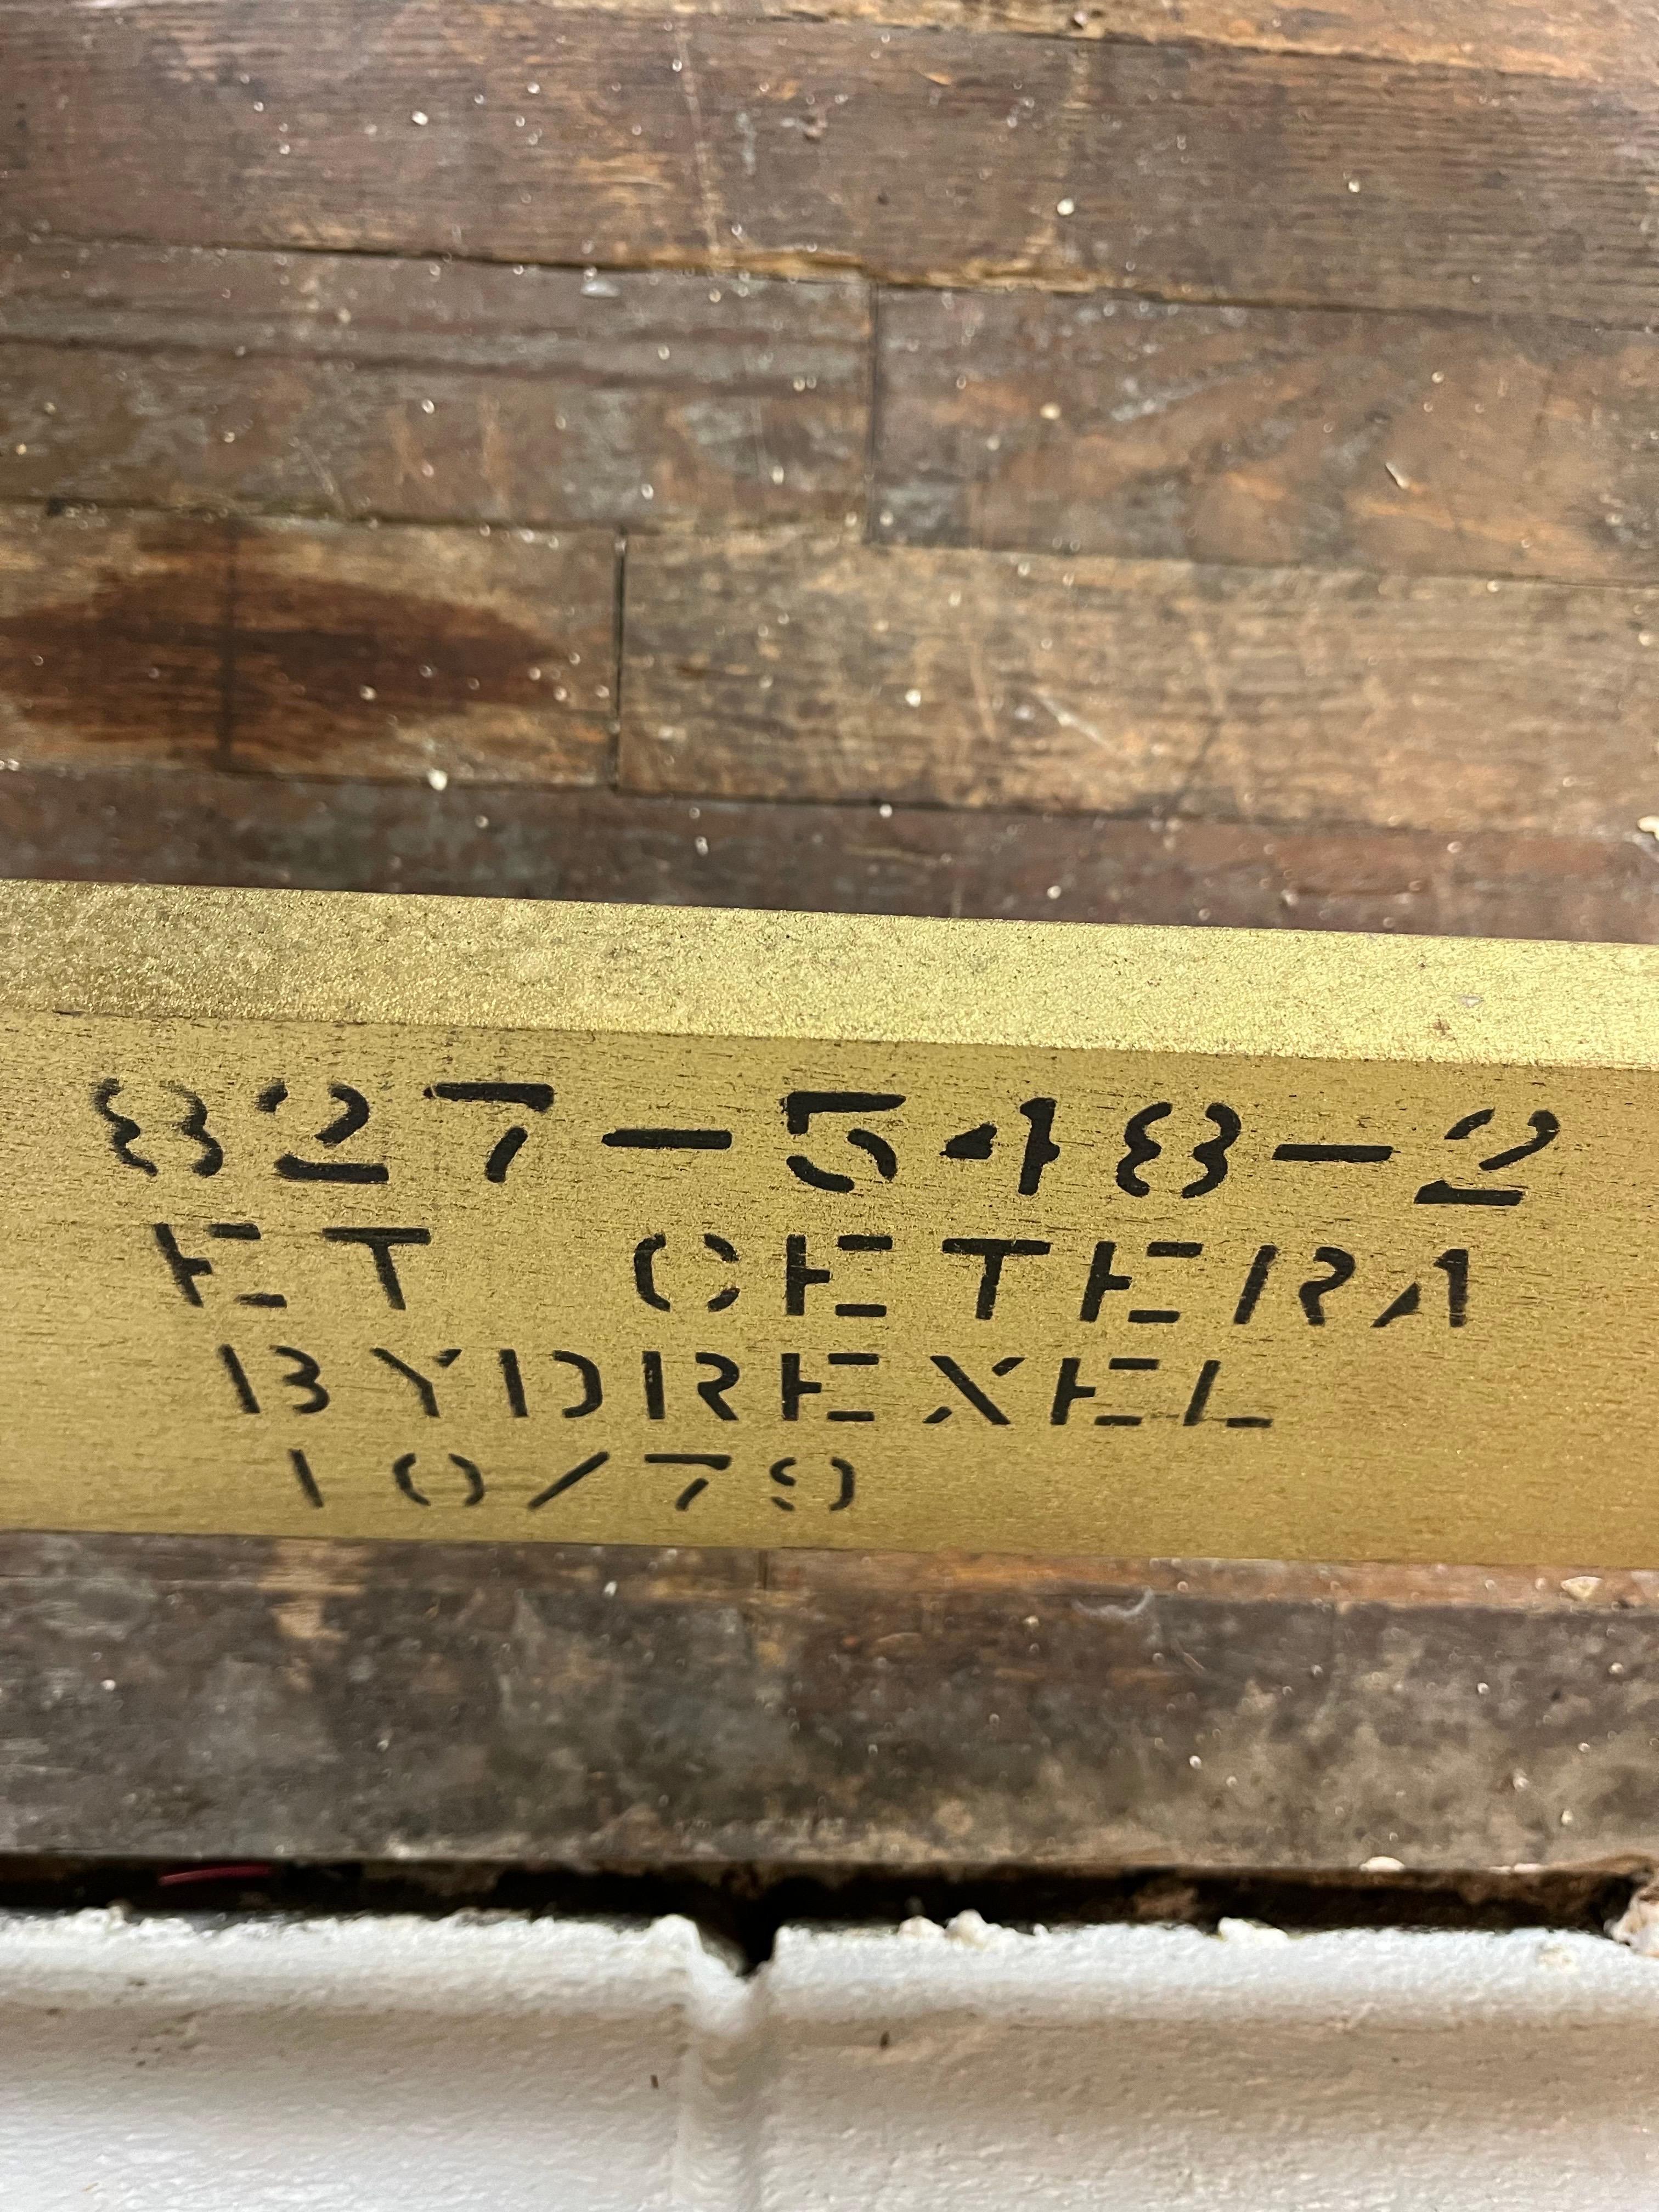 827-548-2
ET CETERA
BYDREXEL
10/79